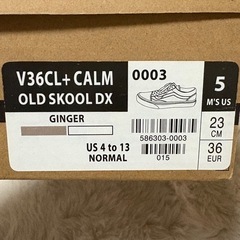 V36CL+ CALM
OLD SKOOL DX
0003
5
M'S US
GINGER
23
CM
586303-0003
US 4 to 13
NORMAL
015
36
EUR